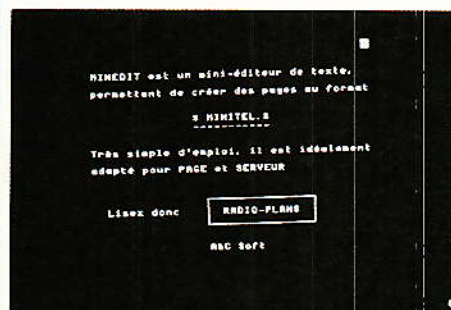 MINEDIT est un mini-éditeur de texte,
permettant de créer des pages au format
* MINITEL.*
Très simple d'emploi, il est idéalement
adapté pour PAGE et SERVEUR
Lisez donc RADIO-PLANS
ABC Soft